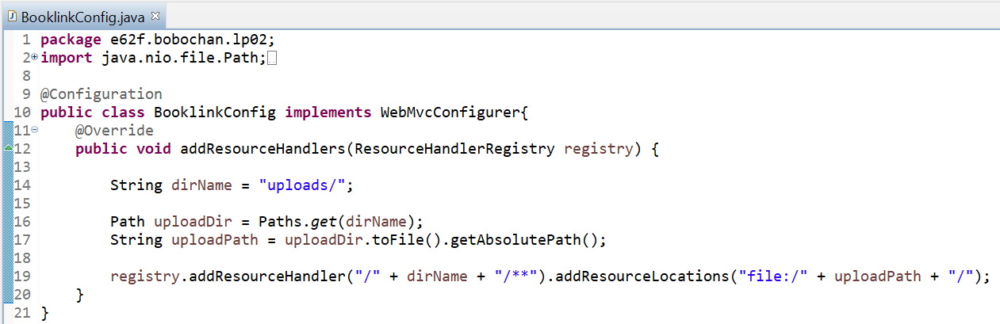 BooklinkConfig.java
1 package e62f.bobochan.lp02;
2 import java.nio.file.Path;
8
9 @Configuration
10 public class BooklinkConfig implements WebMvcConfigurer{
11     @Override
12     public void addResourceHandlers(ResourceHandlerRegistry registry) {
13
14         String dirName = "uploads/";
15
16         Path uploadDir = Paths.get(dirName);
17         String uploadPath = uploadDir.toFile().getAbsolutePath();
18
19         registry.addResourceHandler("/" + dirName + "/**").addResourceLocations("file:/" + uploadPath + "/");
20     }
21 }